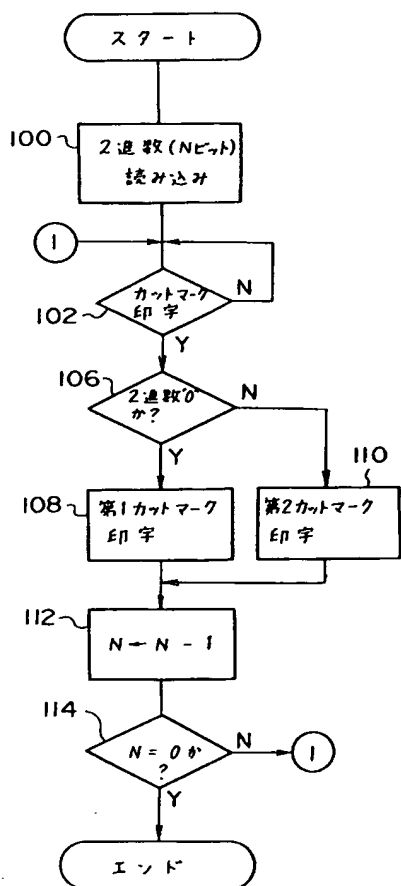 スタート
100
2進数(Nビット)
読み込み
1
102
カットマーク
印字
N
Y
106
2進数"0"
か?
N
Y
110
108
第1カットマーク
印字
第2カットマーク
印字
112
N ← N - 1
114
N = 0か
?
N
1
Y
エンド